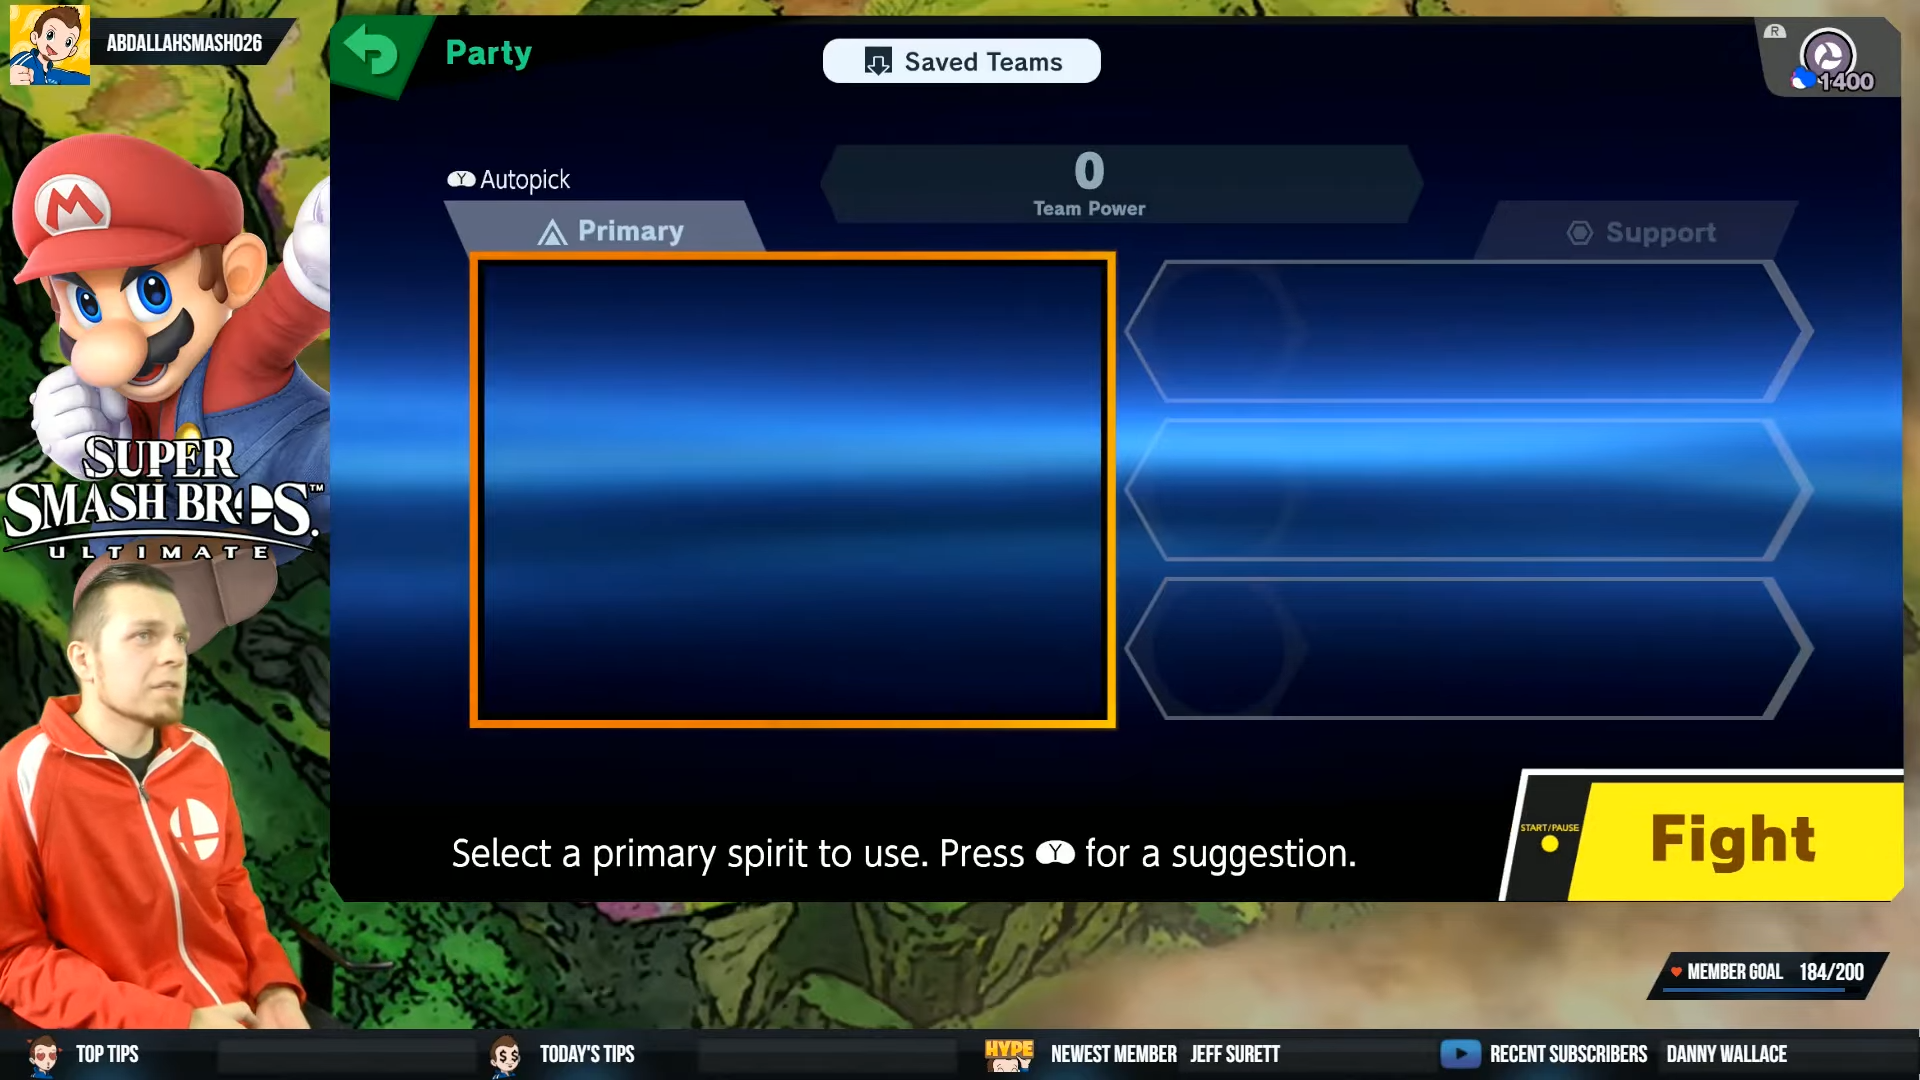 ABDALLAHSMASH026
Party
Saved Teams
R
1400
Y Autopick
0
Team Power
Primary
Support
M
SUPER
SMASH BROS.™
ULTIMATE
Select a primary spirit to use. Press Y for a suggestion.
START/PAUSE
Fight
MEMBER GOAL 184/200
TOP TIPS
TODAY'S TIPS
HYPE
NEWEST MEMBER JEFF SURETT
RECENT SUBSCRIBERS DANNY WALLACE